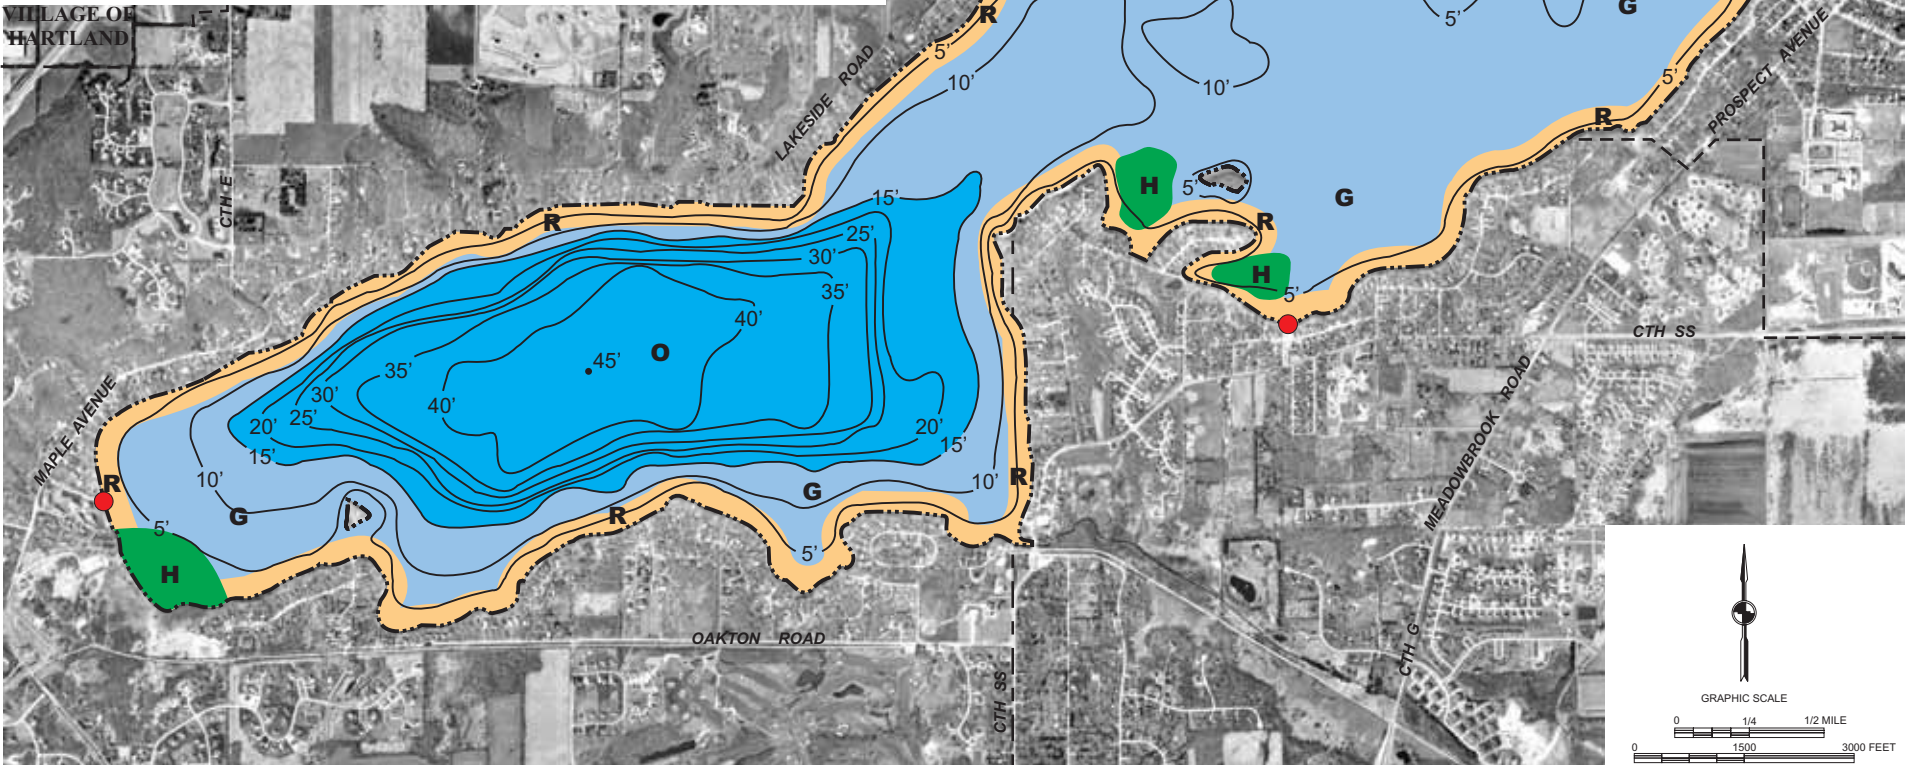 VILLAGE OF
HARTLAND
R
5'
G
5'
10'
10'
5'
R
PROSPECT AVENUE
LAKESIDE ROAD
CTH E
R
15'
H
5'
G
R
25'
30'
35'
H
5'
40'
O
45'
35'
30'
25'
20'
15'
40'
20'
15'
CTH SS
MEADOWBROOK ROAD
MAPLE AVENUE
R
10'
G
5'
H
R
G
5'
10'
R
OAKTON ROAD
CTH SS
CTH G
GRAPHIC SCALE
0 1/4 1/2 MILE
0 1500 3000 FEET